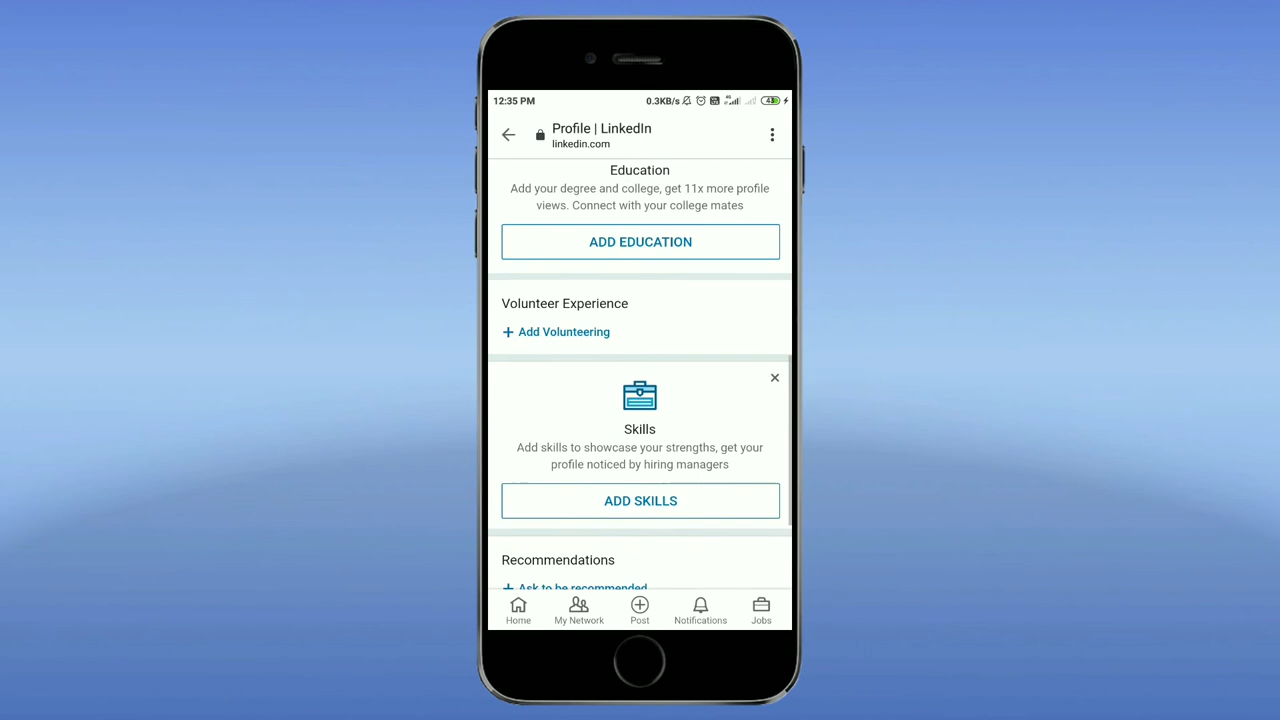 12:35 PM 0.3KB/s 43
Profile | LinkedIn
linkedin.com
Education
Add your degree and college, get 11x more profile
views. Connect with your college mates
ADD EDUCATION
Volunteer Experience
+ Add Volunteering
Skills
Add skills to showcase your strengths, get your
profile noticed by hiring managers
ADD SKILLS
Recommendations
+ Ask to be recommended
Home My Network Post Notifications Jobs